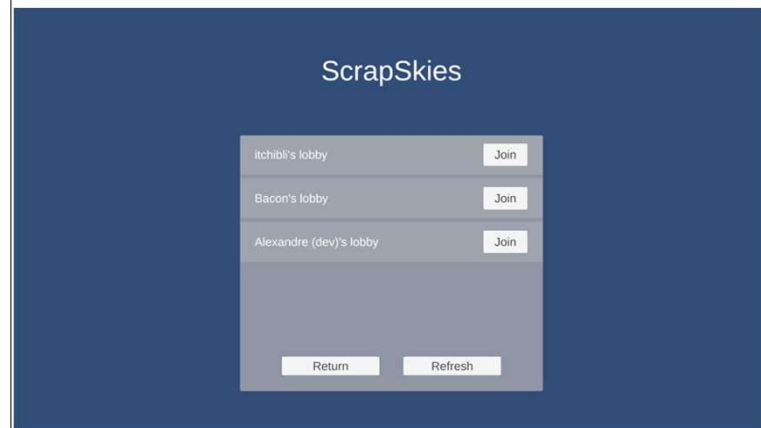 ScrapSkies
itchibli's lobby Join
Bacon's lobby Join
Alexandre (dev)'s lobby Join
Return Refresh